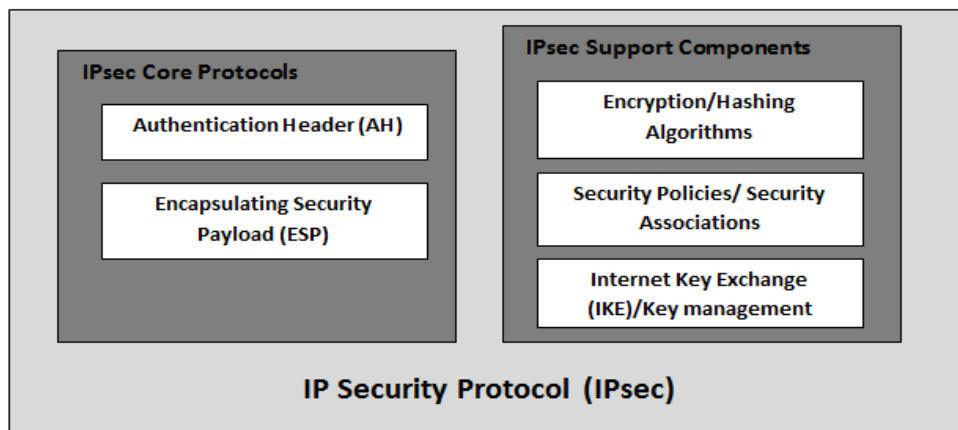 IPsec Core Protocols
Authentication Header (AH)
Encapsulating Security
Payload (ESP)
IPsec Support Components
Encryption/Hashing
Algorithms
Security Policies/ Security
Associations
Internet Key Exchange
(IKE)/Key management
IP Security Protocol (IPsec)